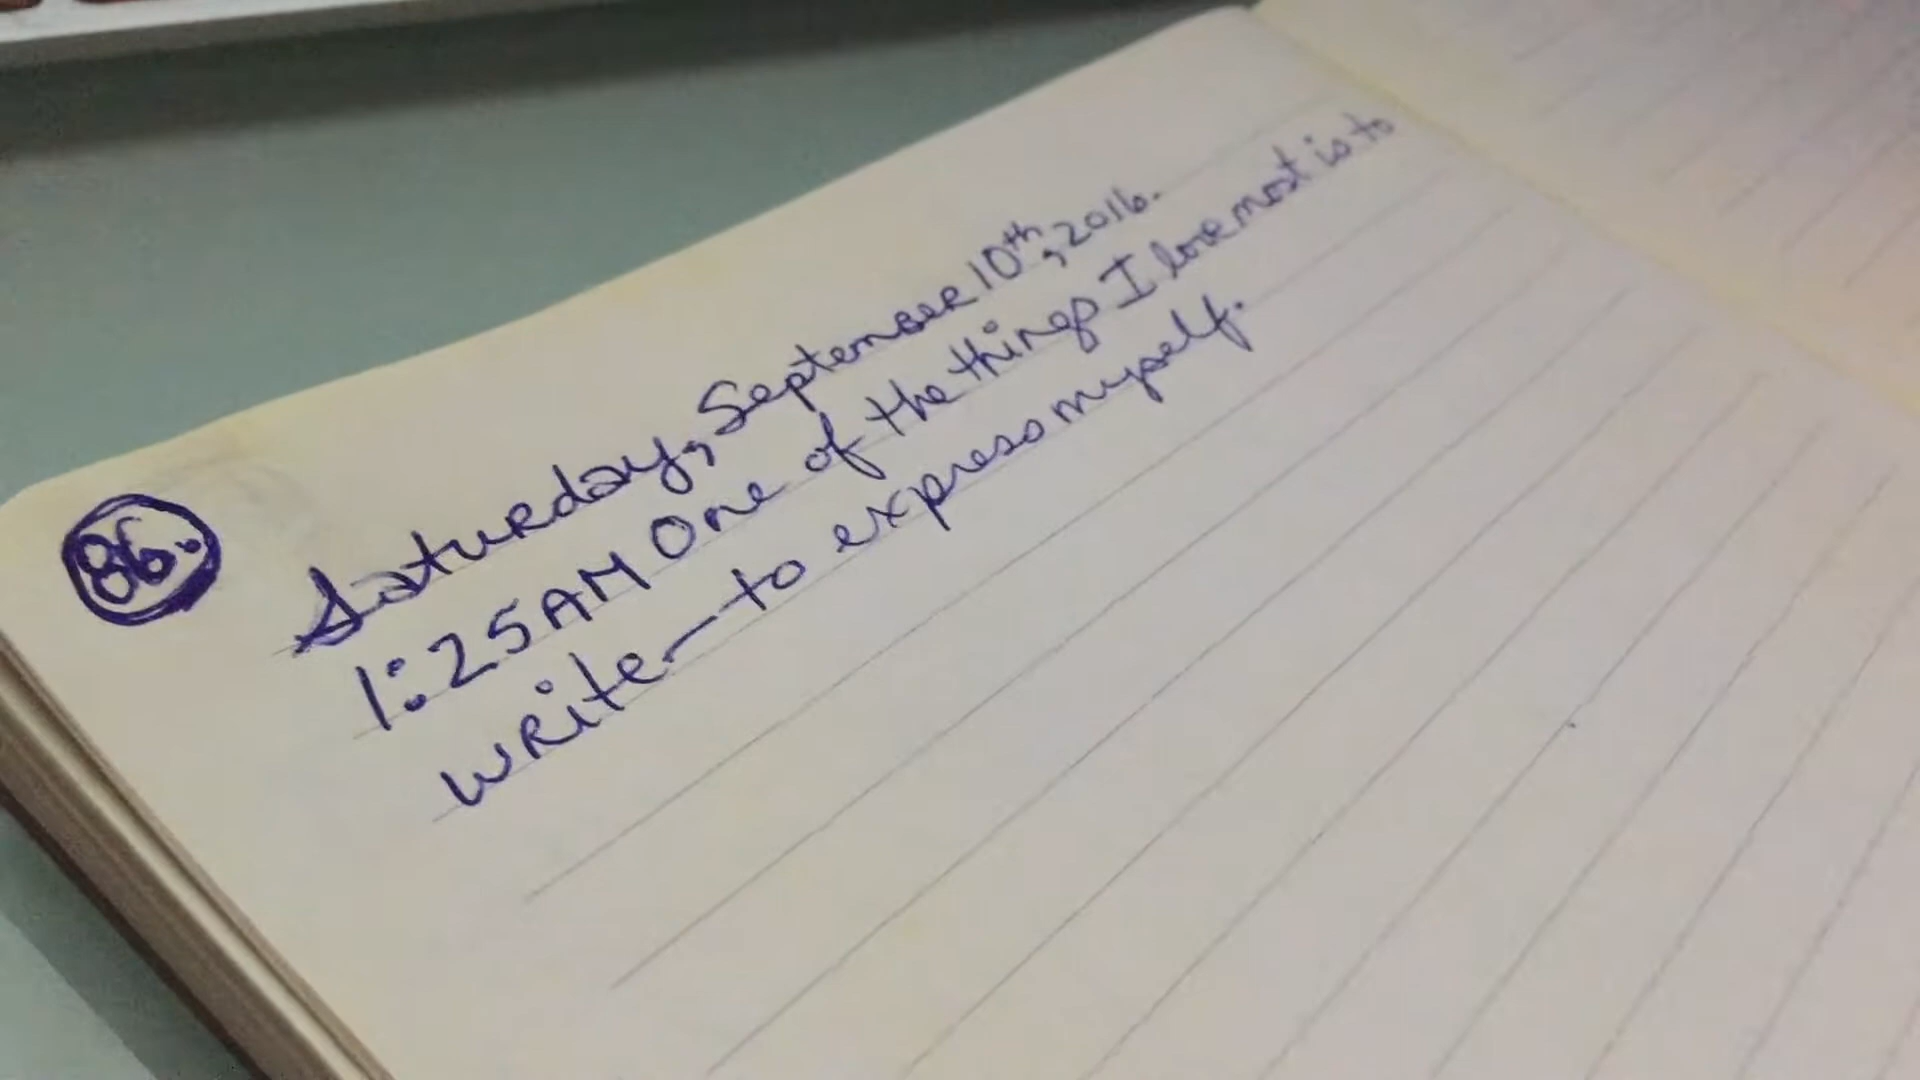 86.
Saturday, September 10th, 2016.
1:25AM One of the things I love most is to
write—to express myself.